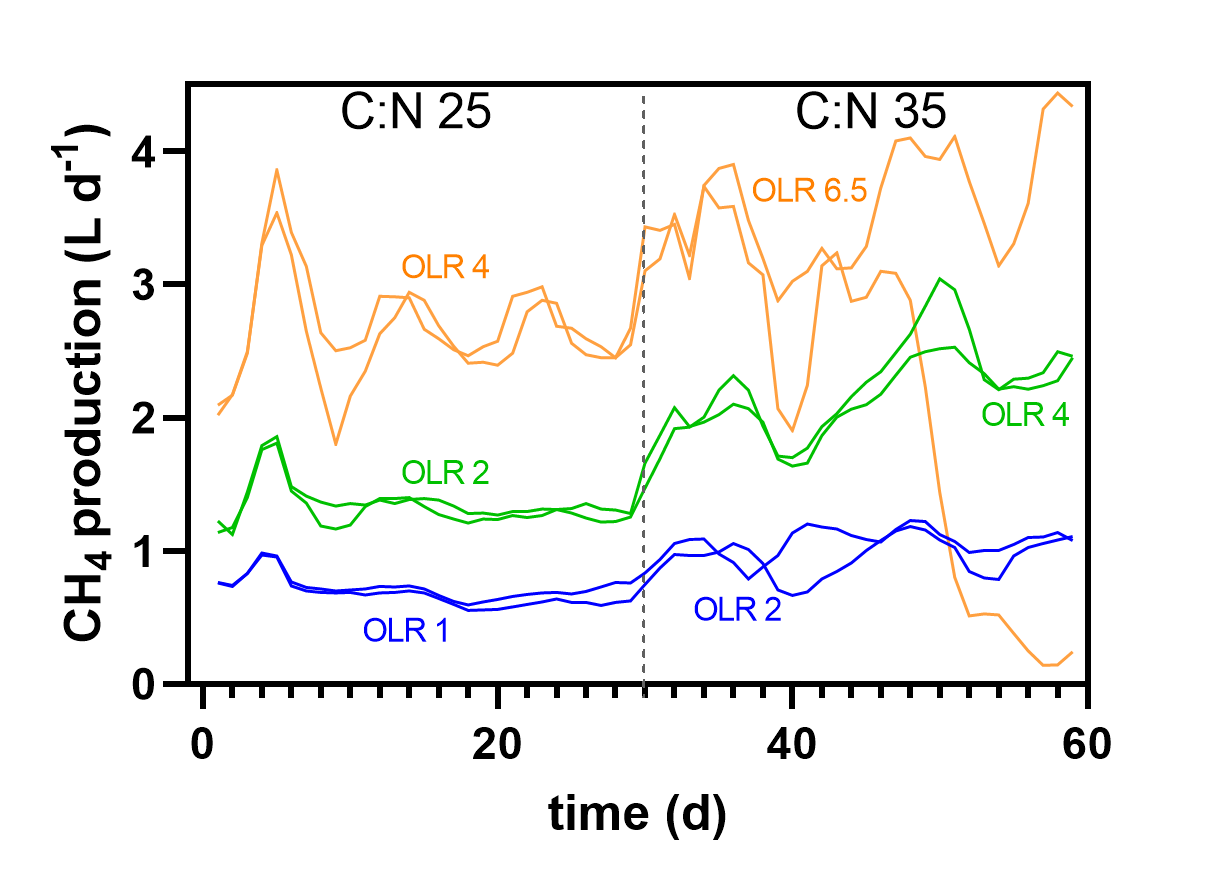 C:N 25
C:N 35
4
3
2
1
0
CH4 production (L d-1)
OLR 6.5
OLR 4
OLR 4
OLR 2
OLR 2
OLR 1
0
20
40
60
time (d)